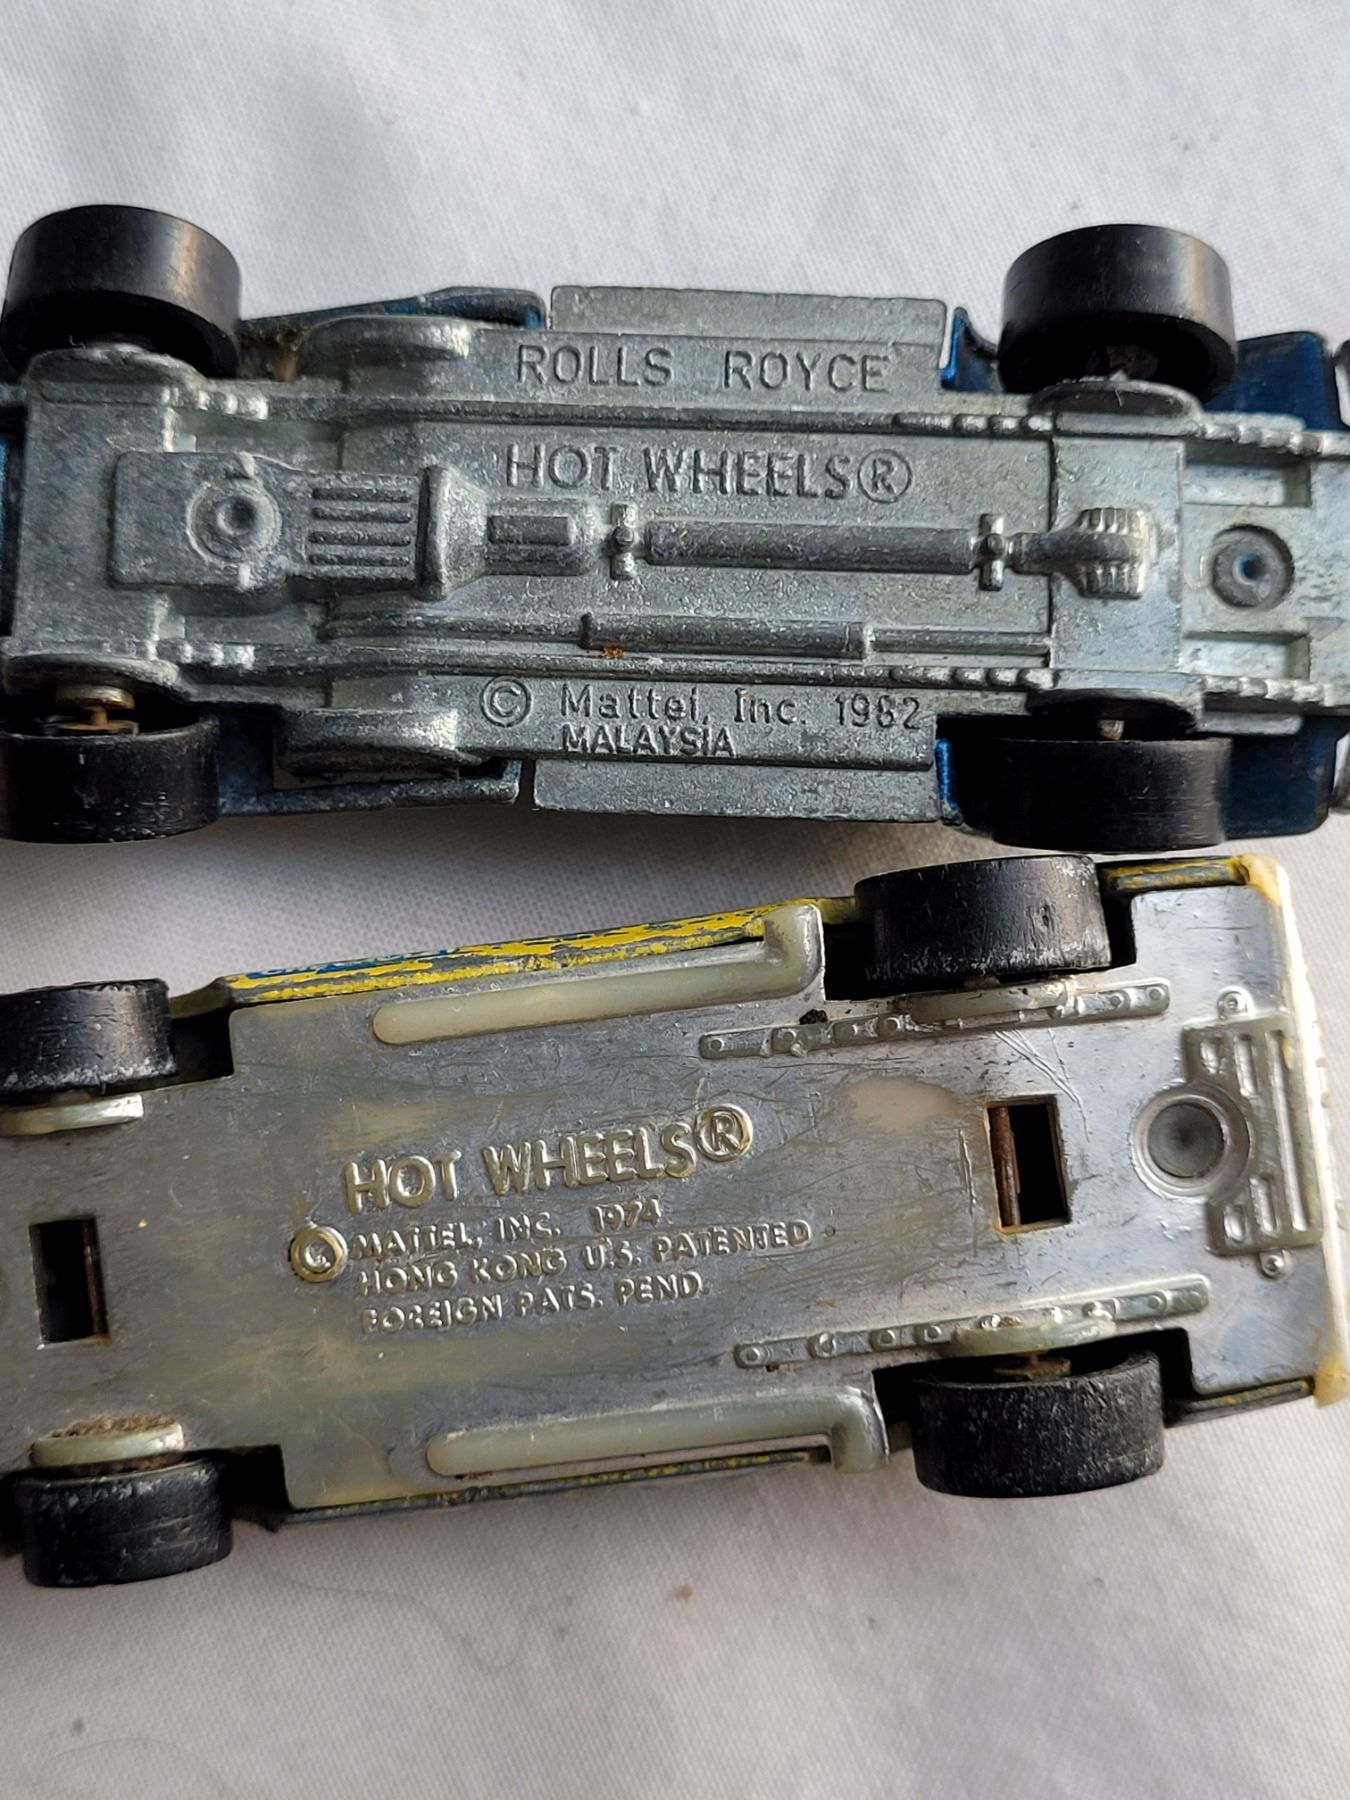 ROLLS ROYCE
HOT WHEELS®
© Mattel, Inc. 1982
MALAYSIA
HOT WHEELS®
© MATTEL, INC. 1974
HONG KONG U.S. PATENTED
FOREIGN PATS. PEND.